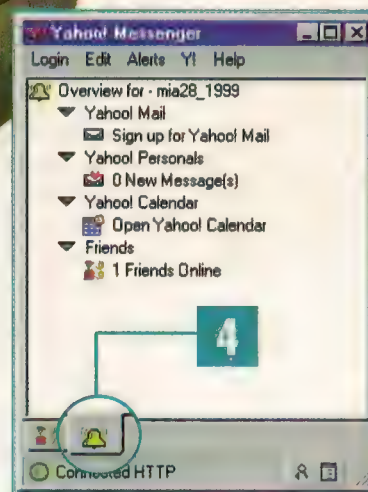 Yahoo! Messenger
Login Edit Alerts Y! Help
Overview for - mia28_1999
Yahoo! Mail
Sign up for Yahoo! Mail
Yahoo! Personals
0 New Message(s)
Yahoo! Calendar
Open Yahoo! Calendar
Friends
1 Friends Online
4
Connected HTTP